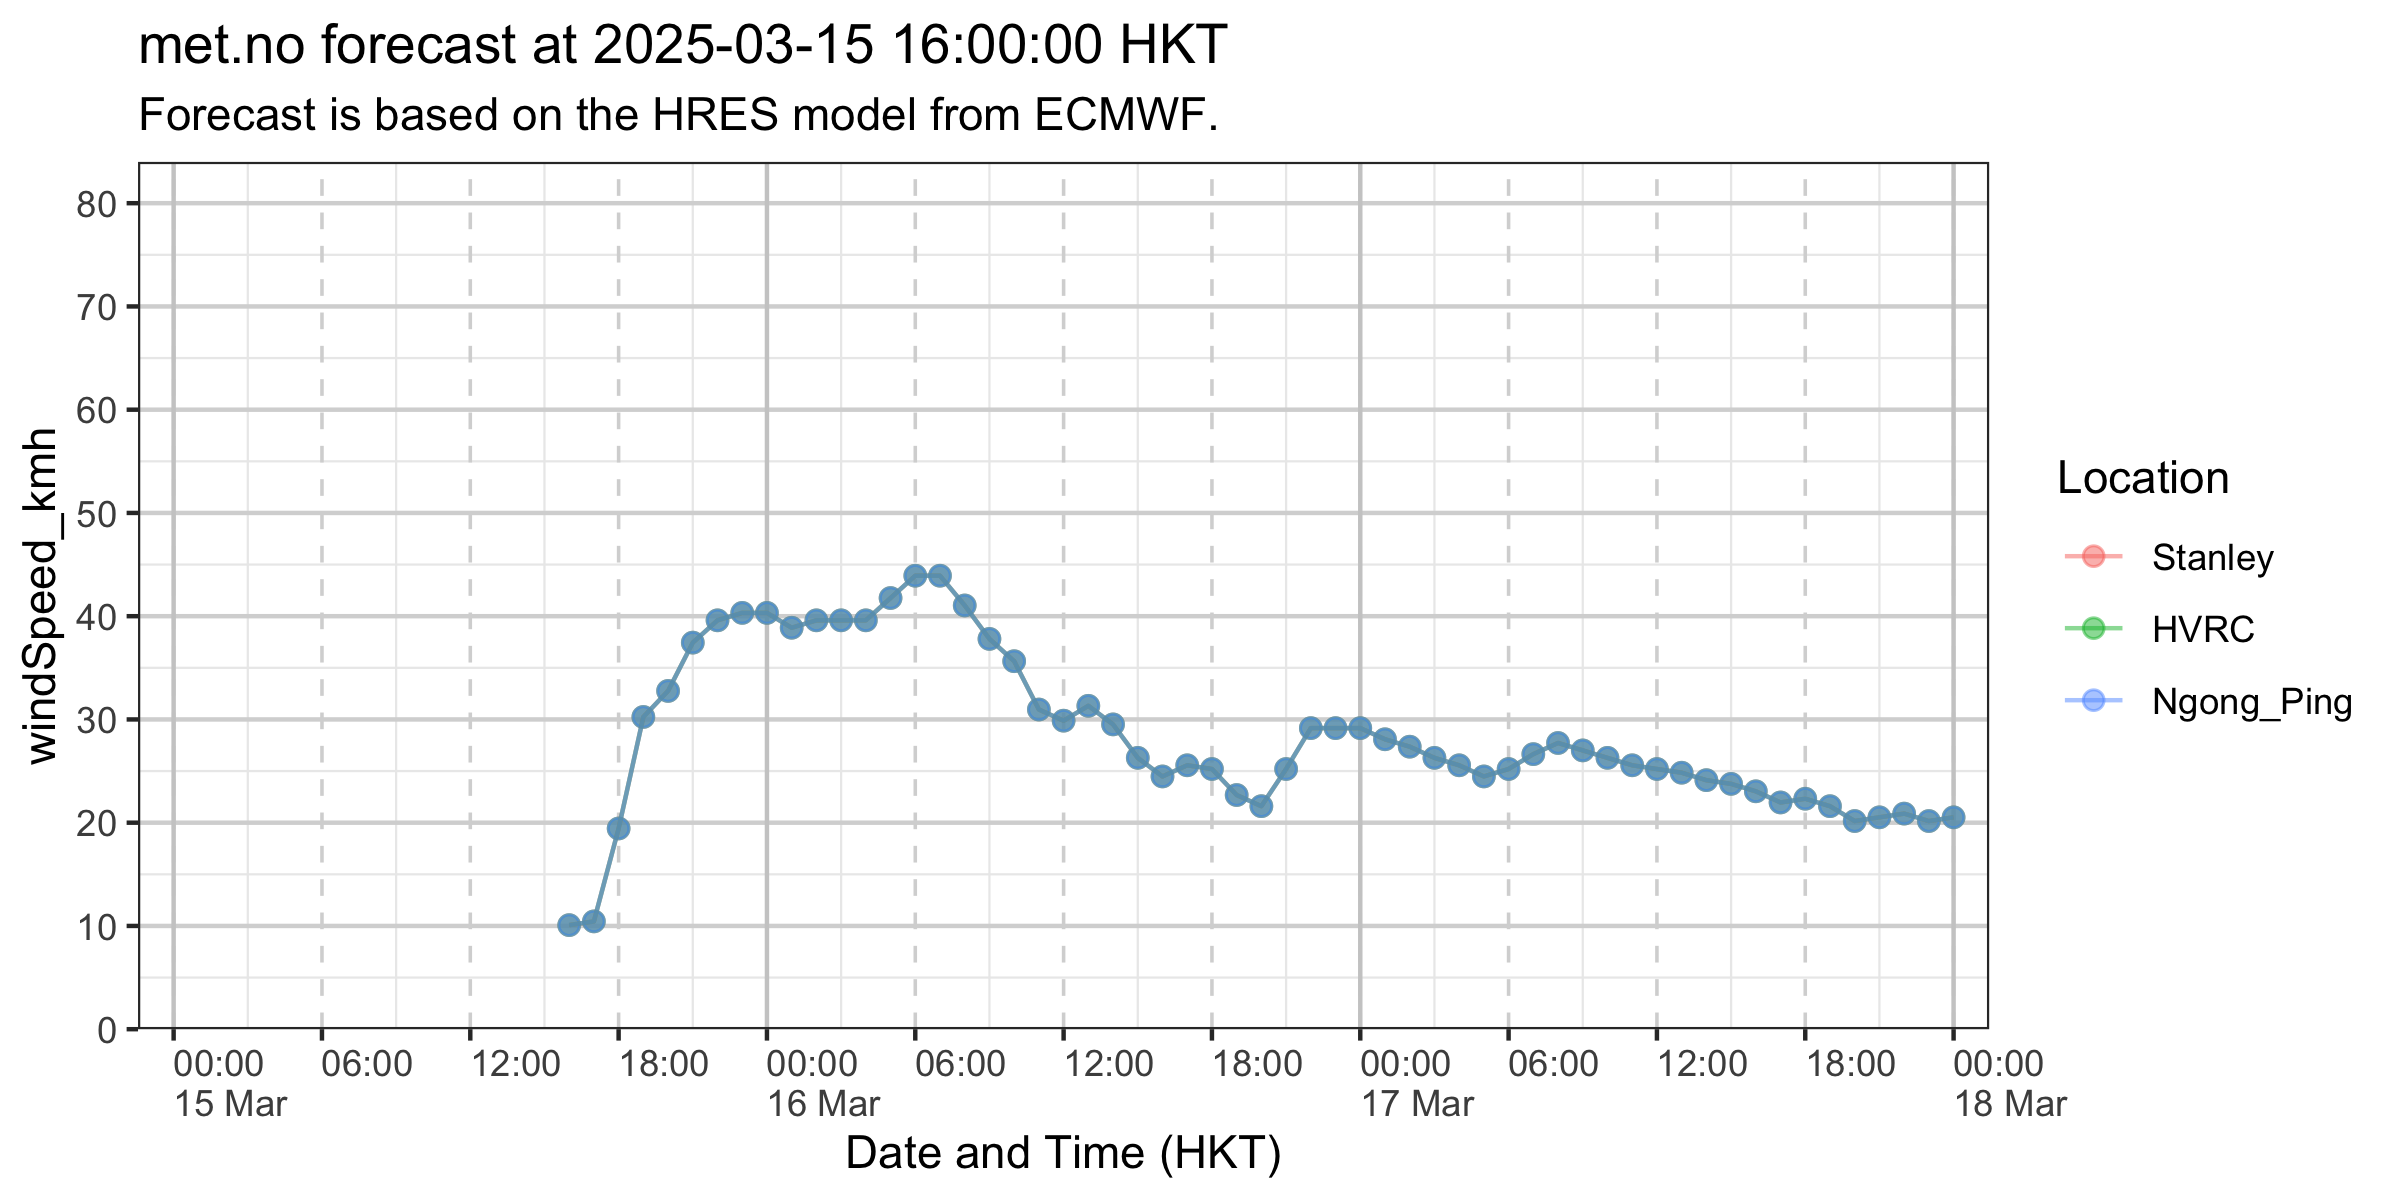 met.no forecast at 2025-03-15 16:00:00 HKT
Forecast is based on the HRES model from ECMWF.
windSpeed_kmh
80
70
60
50
40
30
20
10
0
00:00 06:00 12:00 18:00 00:00 06:00 12:00 18:00 00:00 06:00 12:00 18:00 00:00
15 Mar 16 Mar 17 Mar 18 Mar
Date and Time (HKT)
Location
Stanley
HVRC
Ngong_Ping